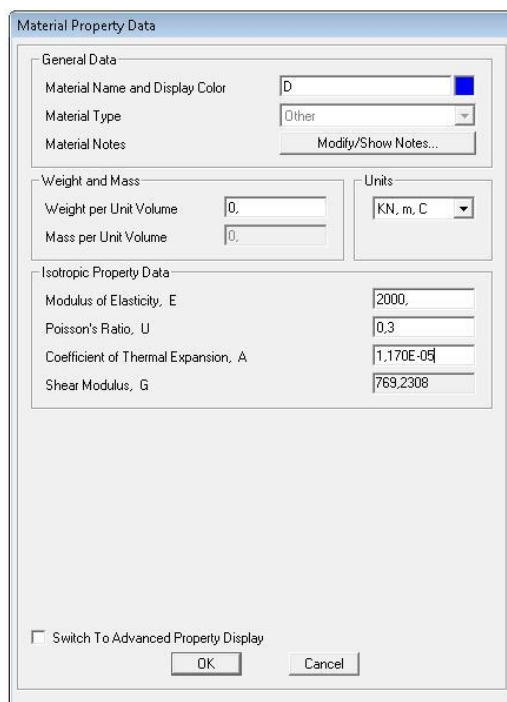 Material Property Data
General Data
Material Name and Display Color D
Material Type Other
Material Notes Modify/Show Notes...
Weight and Mass
Weight per Unit Volume 0,
Mass per Unit Volume 0,
Units
KN, m, C
Isotropic Property Data
Modulus of Elasticity, E 2000,
Poisson's Ratio, U 0,3
Coefficient of Thermal Expansion, A 1,170E-05
Shear Modulus, G 769,2308
Switch To Advanced Property Display
OK Cancel